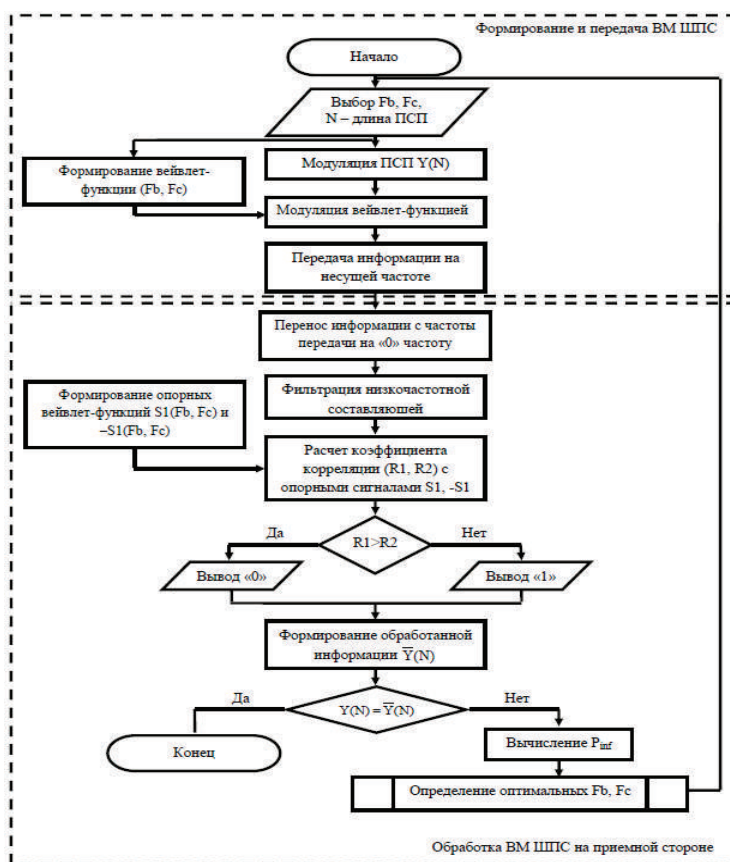 Формирование и передача ВМ ШПС
Начало
Выбор Fb, Fc,
N – длина ПСП
Формирование вейвлет-
функции (Fb, Fc)
Модуляция ПСП Y(N)
Модуляция вейвлет-функцией
Передача информации на
несущей частоте
Перенос информации с частоты
передачи на «0» частоту
Формирование опорных
вейвлет-функций S1(Fb, Fc) и
–S1(Fb, Fc)
Фильтрация низкочастотной
составляющей
Расчет коэффициента
корреляции (R1, R2) с
опорными сигналами S1, -S1
Да
R1>R2
Нет
Вывод «0»
Вывод «1»
Формирование обработанной
информации Y̅(N)
Да
Y(N) = Y̅(N)
Нет
Конец
Вычисление Pinf
Определение оптимальных Fb, Fc
Обработка ВМ ШПС на приемной стороне